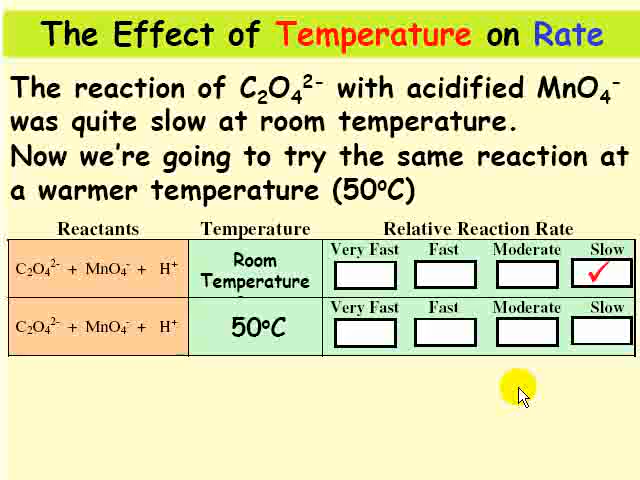 The Effect of Temperature on Rate
The reaction of C₂O₄²⁻ with acidified MnO₄⁻
was quite slow at room temperature.
Now we're going to try the same reaction at
a warmer temperature (50°C)
Reactants Temperature Relative Reaction Rate
Very Fast Fast Moderate Slow
C₂O₄²⁻ + MnO₄⁻ + H⁺ Room Temperature ✓
Very Fast Fast Moderate Slow
C₂O₄²⁻ + MnO₄⁻ + H⁺ 50°C